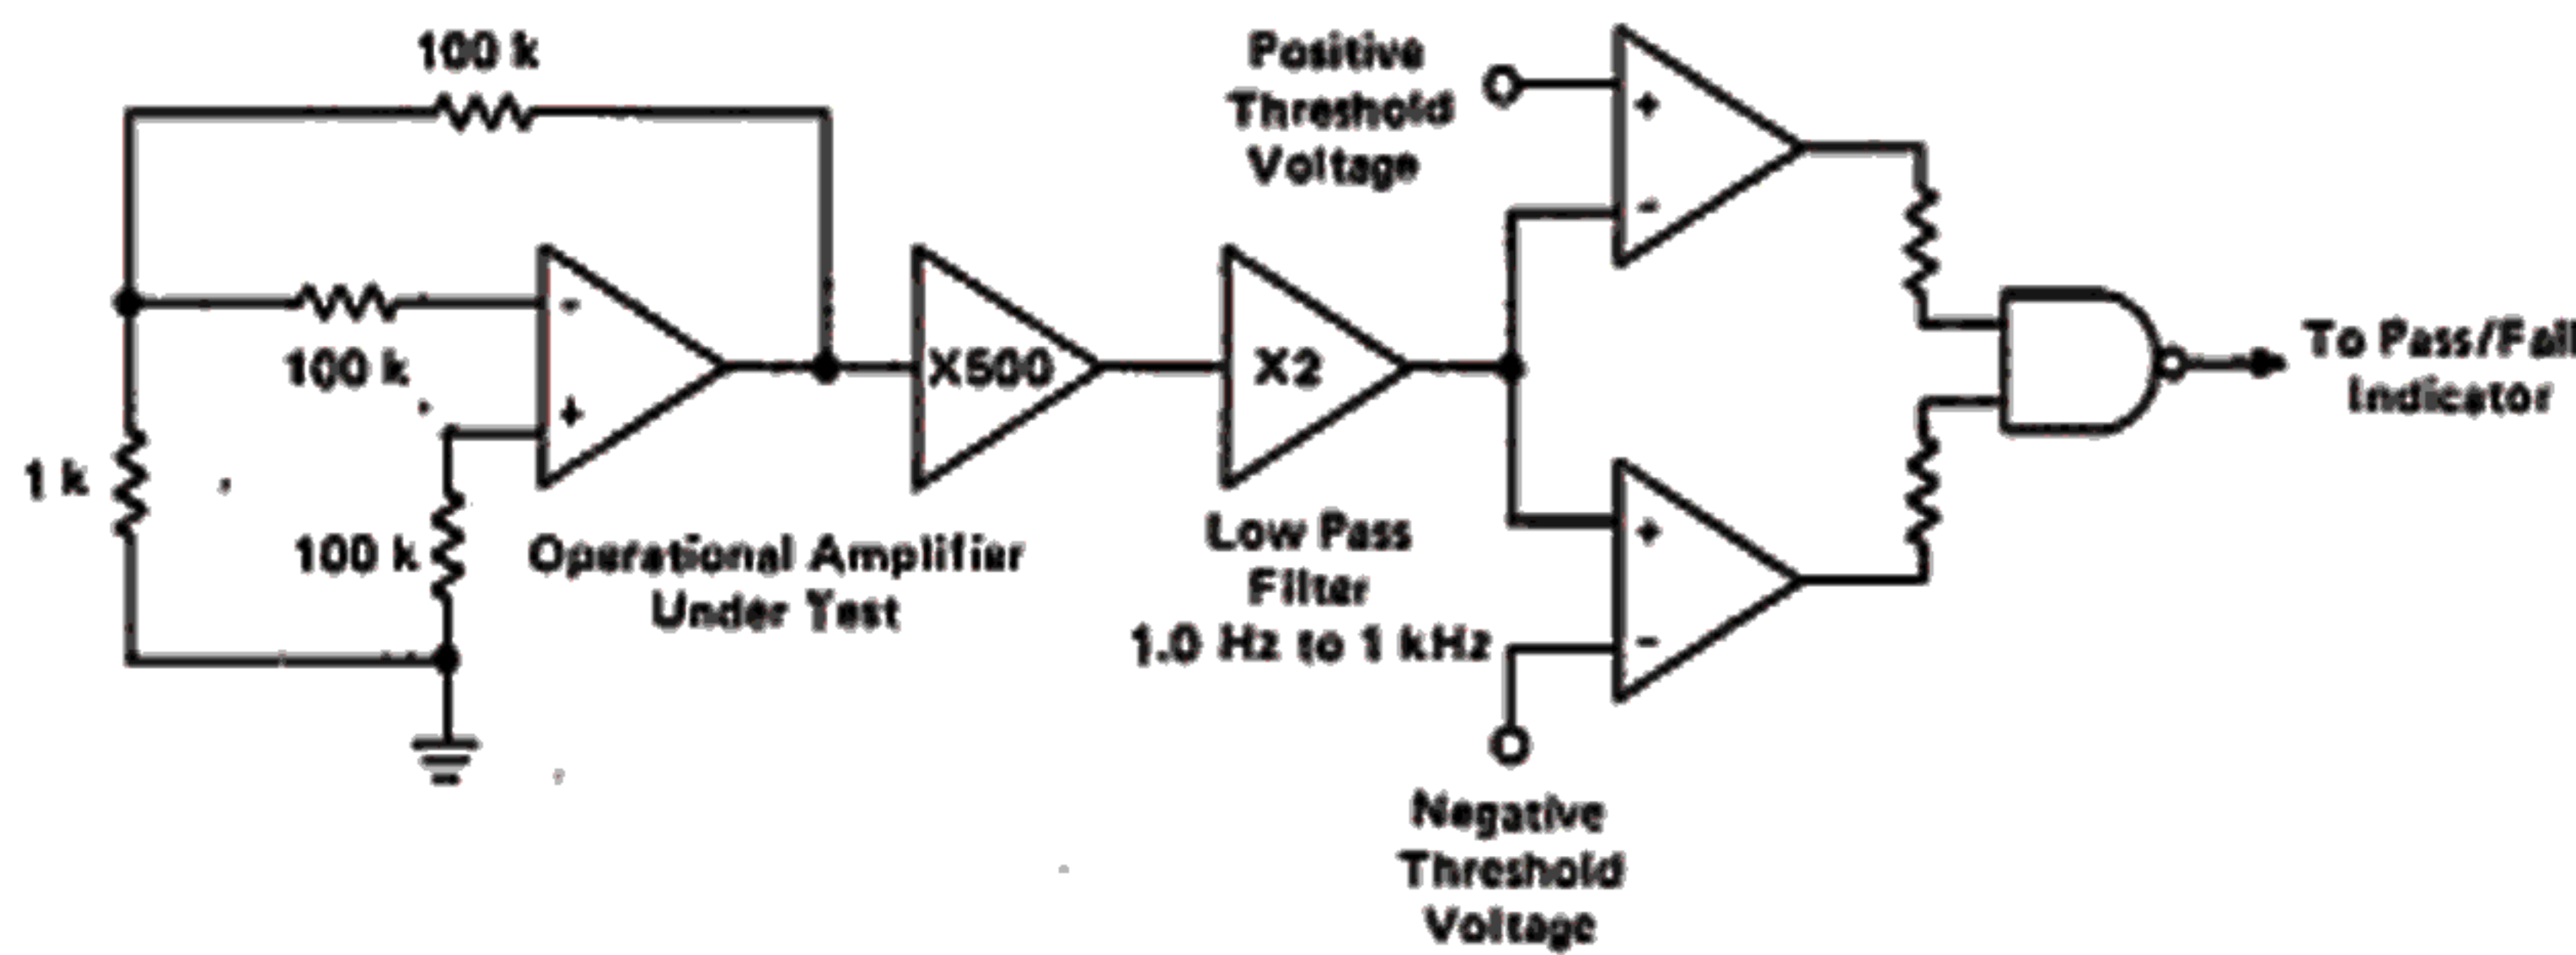 100 k
Positive
Threshold
Voltage
+
-
-
100 k
+
X500
X2
To Pass/Fail
Indicator
1 k
100 k
Operational Amplifier
Under Test
Low Pass
Filter
1.0 Hz to 1 kHz
+
-
Negative
Threshold
Voltage